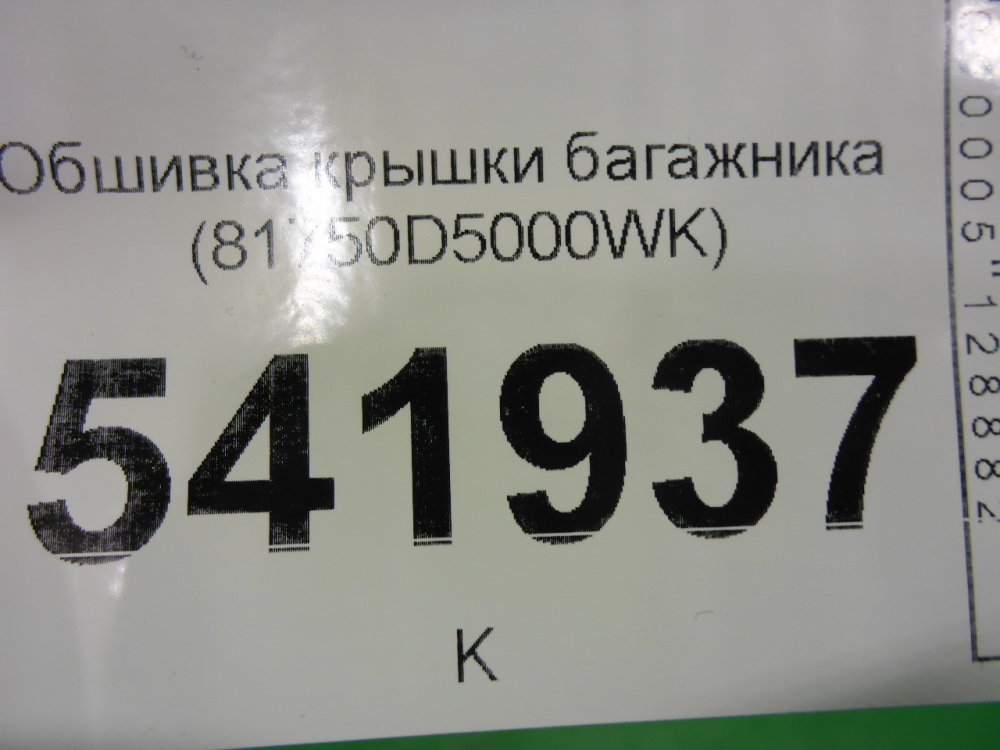 Обшивка крышки багажника
(81750D5000WK)
541937
К